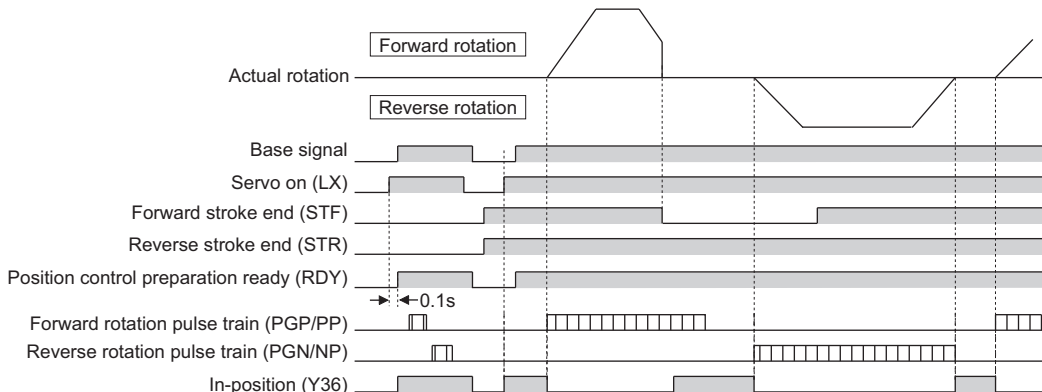 Forward rotation
Actual rotation
Reverse rotation
Base signal
Servo on (LX)
Forward stroke end (STF)
Reverse stroke end (STR)
Position control preparation ready (RDY)
0.1s
Forward rotation pulse train (PGP/PP)
Reverse rotation pulse train (PGN/NP)
In-position (Y36)